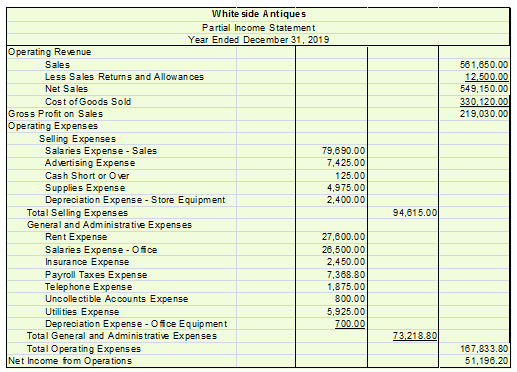 Whiteside Antiques
Partial Income Statement
Year Ended December 31, 2019
Operating Revenue
Sales 561,650.00
Less Sales Returns and Allowances 12,500.00
Net Sales 549,150.00
Cost of Goods Sold 330,120.00
Gross Profit on Sales 219,030.00
Operating Expenses
Selling Expenses
Salaries Expense - Sales 79,690.00
Advertising Expense 7,425.00
Cash Short or Over 125.00
Supplies Expense 4,975.00
Depreciation Expense - Store Equipment 2,400.00
Total Selling Expenses 94,615.00
General and Administrative Expenses
Rent Expense 27,600.00
Salaries Expense - Office 26,500.00
Insurance Expense 2,450.00
Payroll Taxes Expense 7,368.80
Telephone Expense 1,875.00
Uncollectible Accounts Expense 800.00
Utilities Expense 5,925.00
Depreciation Expense - Office Equipment 700.00
Total General and Administrative Expenses 73,218.80
Total Operating Expenses 167,833.80
Net Income from Operations 51,196.20